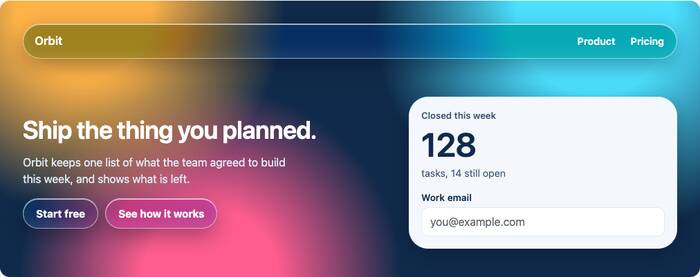 Orbit
Product
Pricing
Ship the thing you planned.
Orbit keeps one list of what the team agreed to build
this week, and shows what is left.
Start free
See how it works
Closed this week
128
tasks, 14 still open
Work email
you@example.com